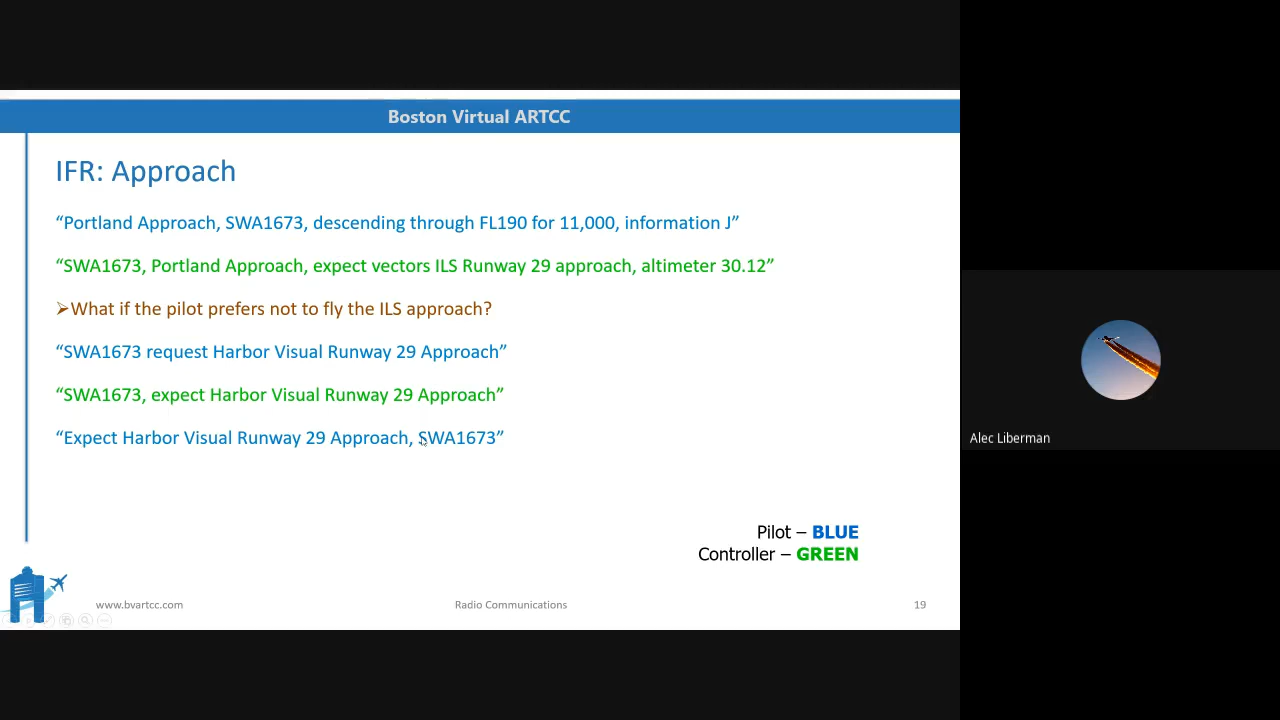 Boston Virtual ARTCC
IFR: Approach
“Portland Approach, SWA1673, descending through FL190 for 11,000, information J”
“SWA1673, Portland Approach, expect vectors ILS Runway 29 approach, altimeter 30.12”
➢What if the pilot prefers not to fly the ILS approach?
“SWA1673 request Harbor Visual Runway 29 Approach”
“SWA1673, expect Harbor Visual Runway 29 Approach”
“Expect Harbor Visual Runway 29 Approach, SWA1673”
Pilot – BLUE
Controller – GREEN
www.bvartcc.com
Radio Communications
19
Alec Liberman